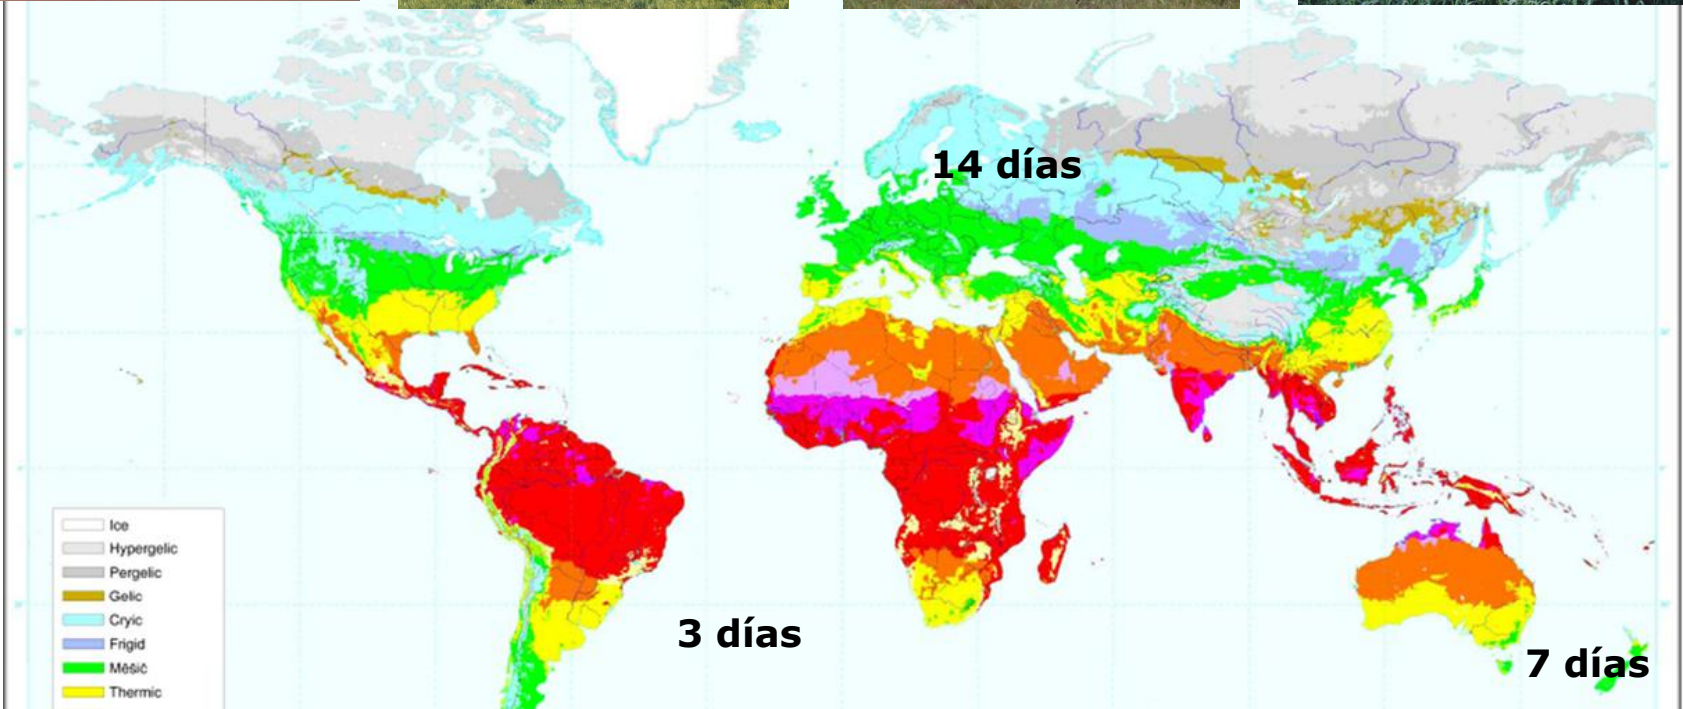 14 días
3 días
7 días
Ice
Hypergelic
Pergelic
Gelic
Cryic
Frigid
Mesic
Thermic